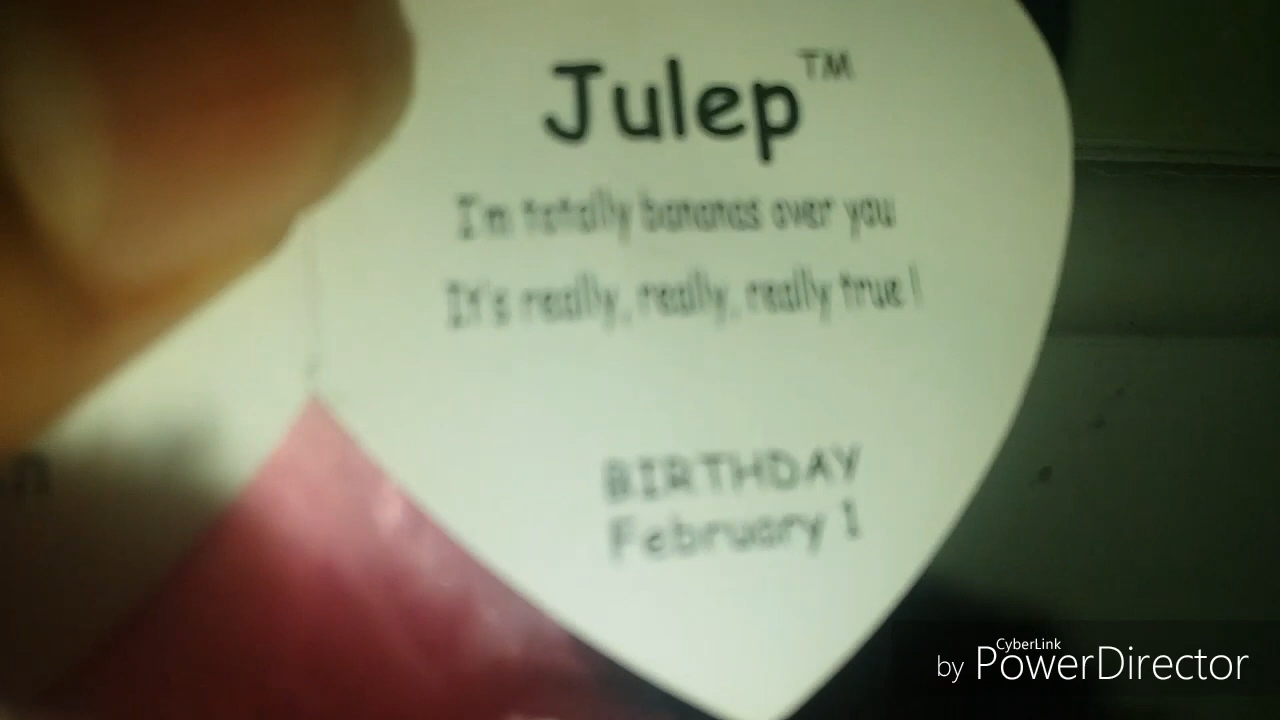 Julep™
I'm totally bananas over you
It's really, really, really true!
BIRTHDAY
February 1
CyberLink
by PowerDirector